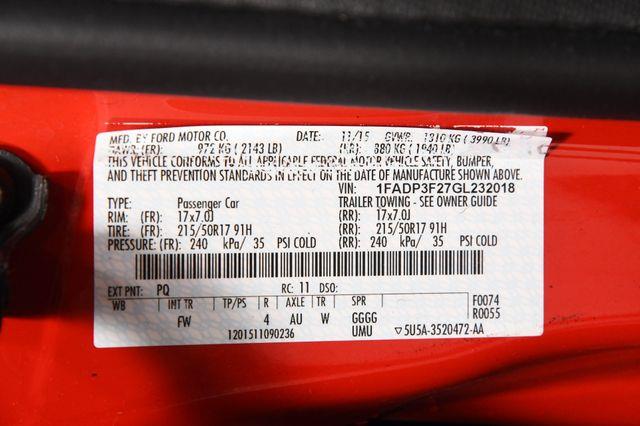 MFD. BY FORD MOTOR CO. DATE: 11/15 GVWR: 1810 KG ( 3990 LB)
GAWR: (FR): 972 KG ( 2143 LB) (RR): 880 KG ( 1940 LB)
THIS VEHICLE CONFORMS TO ALL APPLICABLE FEDERAL MOTOR VEHICLE SAFETY, BUMPER,
AND THEFT PREVENTION STANDARDS IN EFFECT ON THE DATE OF MANUFACTURE SHOWN ABOVE.
VIN: 1FADP3F27GL232018
TYPE: Passenger Car TRAILER TOWING - SEE OWNER GUIDE
RIM: (FR) 17x7.0J (RR): 17x7.0J
TIRE: (FR) 215/50R17 91H (RR) 215/50R17 91H
PRESSURE: (FR) 240 kPa/ 35 PSI COLD (RR) 240 kPa/ 35 PSI COLD
EXT PNT: PQ RC: 11 DSO:
WB INT TR TP/PS R AXLE TR SPR F0074
FW 4 AU W GGGG R0055
1201511090236 UMU ▽5U5A-3520472-AA